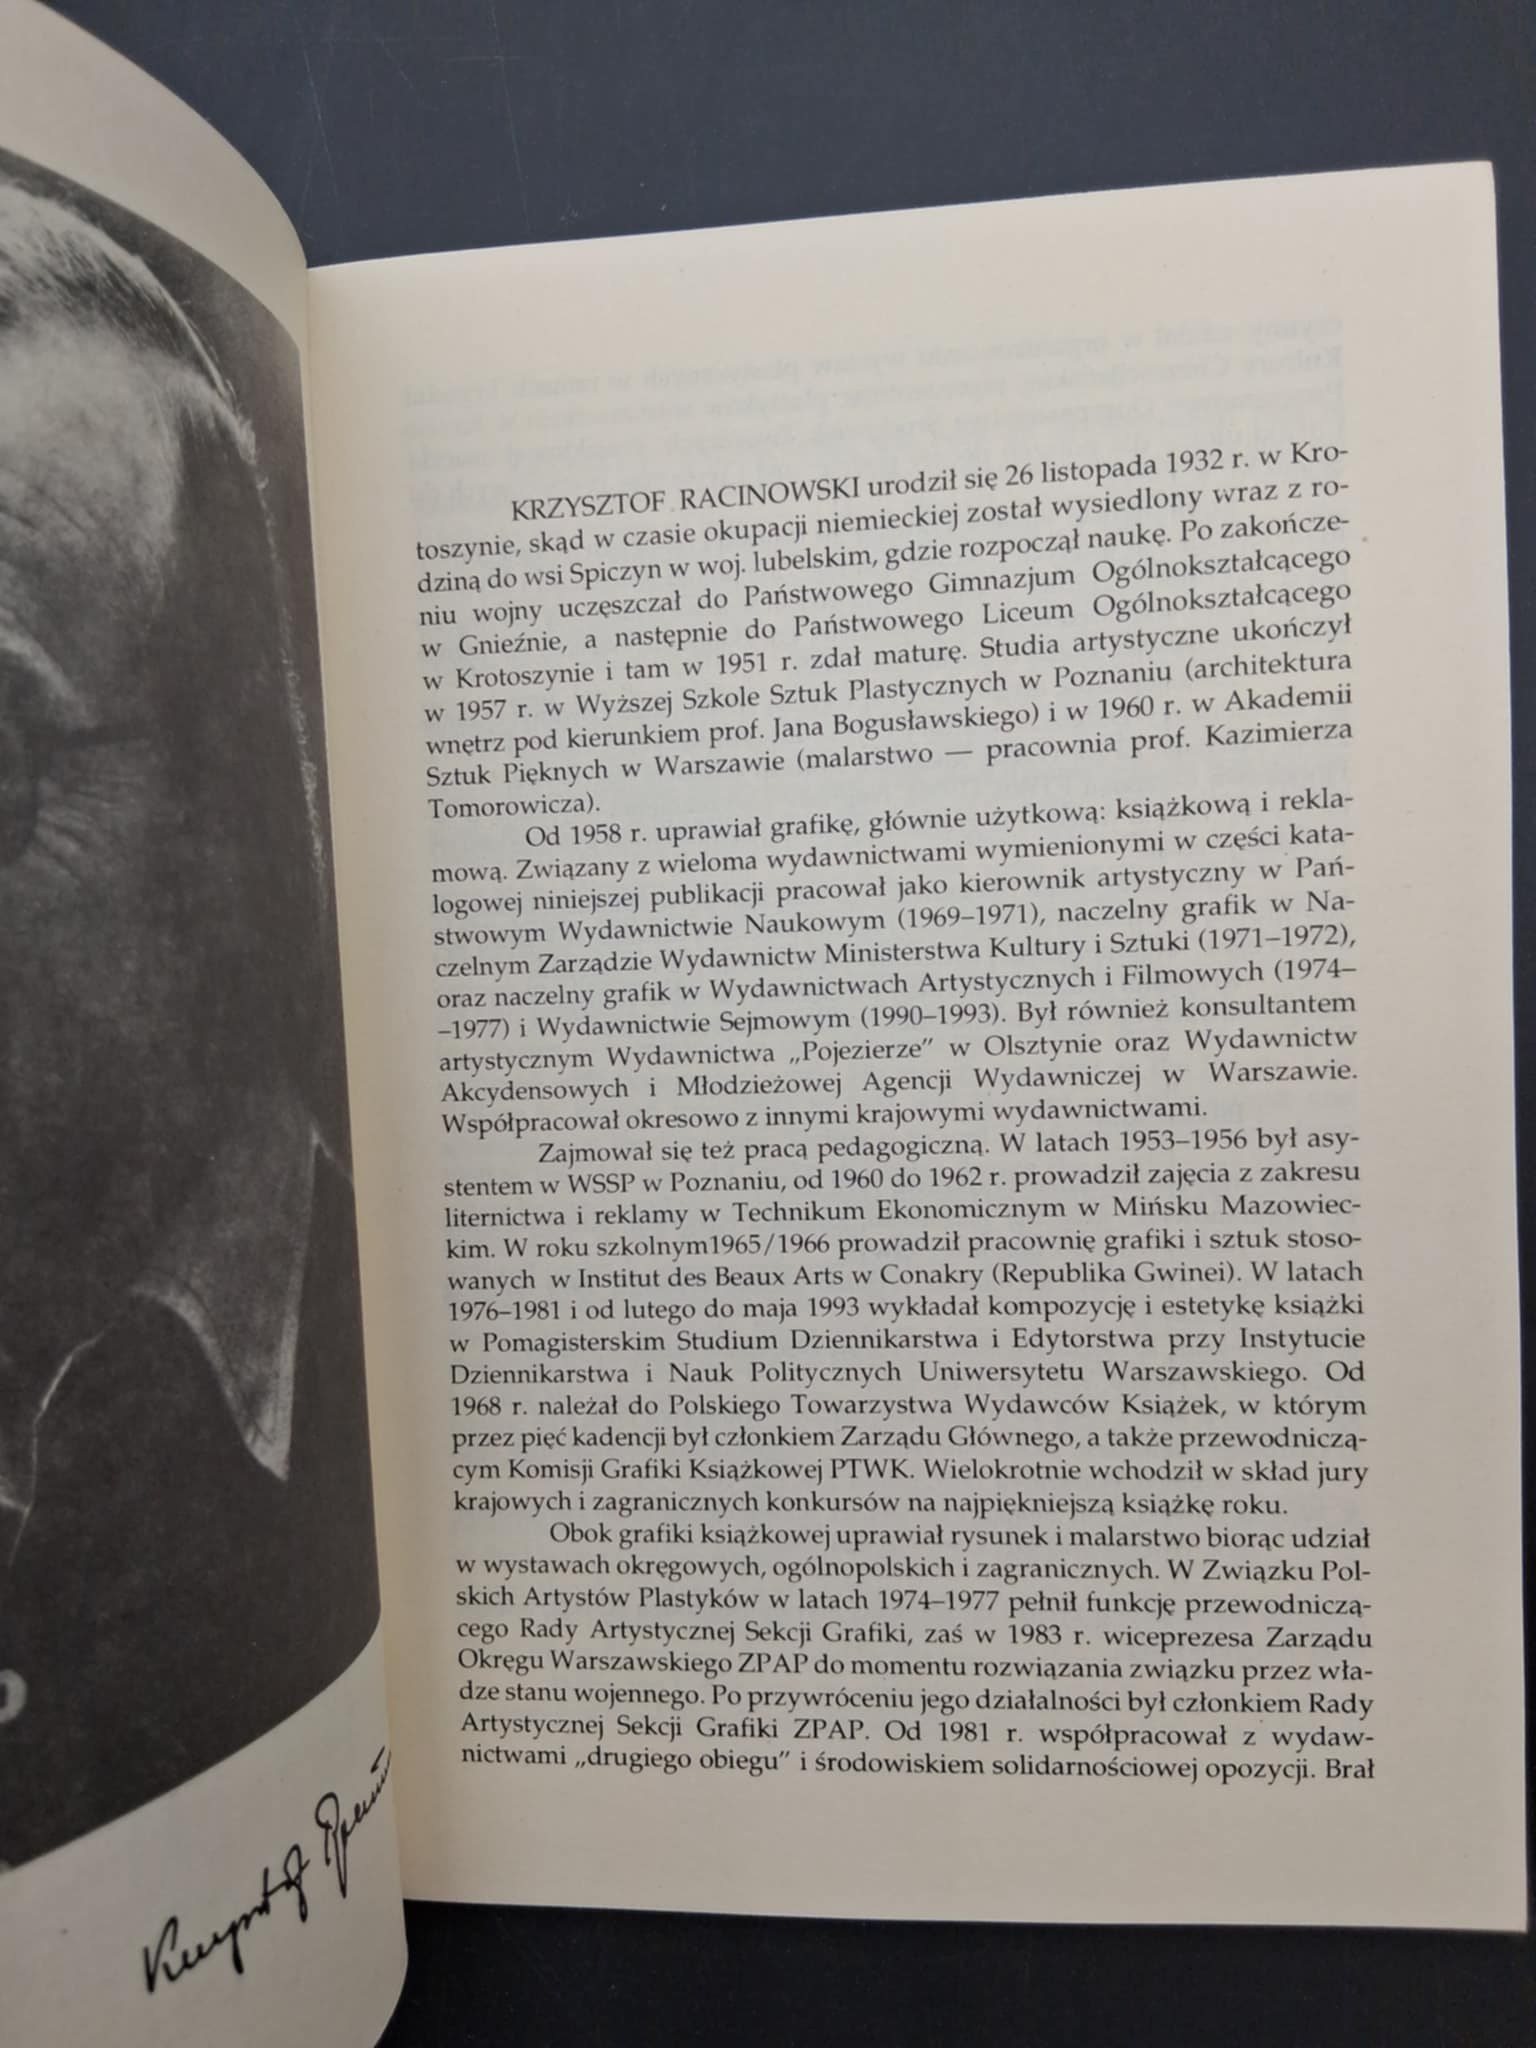 KRZYSZTOF RACINOWSKI urodził się 26 listopada 1932 r. w Kro-
toszynie, skąd w czasie okupacji niemieckiej został wysiedlony wraz z ro-
dziną do wsi Spiczyn w woj. lubelskim, gdzie rozpoczął naukę. Po zakończe-
niu wojny uczęszczał do Państwowego Gimnazjum Ogólnokształcącego
w Gnieźnie, a następnie do Państwowego Liceum Ogólnokształcącego
w Krotoszynie i tam w 1951 r. zdał maturę. Studia artystyczne ukończył
w 1957 r. w Wyższej Szkole Sztuk Plastycznych w Poznaniu (architektura
wnętrz pod kierunkiem prof. Jana Bogusławskiego) i w 1960 r. w Akademii
Sztuk Pięknych w Warszawie (malarstwo — pracownia prof. Kazimierza
Tomorowicza).
Od 1958 r. uprawiał grafikę, głównie użytkową: książkową i rekla-
mową. Związany z wieloma wydawnictwami wymienionymi w części kata-
logowej niniejszej publikacji pracował jako kierownik artystyczny w Pań-
stwowym Wydawnictwie Naukowym (1969–1971), naczelny grafik w Na-
czelnym Zarządzie Wydawnictw Ministerstwa Kultury i Sztuki (1971–1972),
oraz naczelny grafik w Wydawnictwach Artystycznych i Filmowych (1974–
–1977) i Wydawnictwie Sejmowym (1990–1993). Był również konsultantem
artystycznym Wydawnictwa „Pojezierze” w Olsztynie oraz Wydawnictw
Akcydensowych i Młodzieżowej Agencji Wydawniczej w Warszawie.
Współpracował okresowo z innymi krajowymi wydawnictwami.
Zajmował się też pracą pedagogiczną. W latach 1953–1956 był asy-
stentem w WSSP w Poznaniu, od 1960 do 1962 r. prowadził zajęcia z zakresu
liternictwa i reklamy w Technikum Ekonomicznym w Mińsku Mazowiec-
kim. W roku szkolnym1965/1966 prowadził pracownię grafiki i sztuk stoso-
wanych w Institut des Beaux Arts w Conakry (Republika Gwinei). W latach
1976–1981 i od lutego do maja 1993 wykładał kompozycję i estetykę książki
w Pomagisterskim Studium Dziennikarstwa i Edytorstwa przy Instytucie
Dziennikarstwa i Nauk Politycznych Uniwersytetu Warszawskiego. Od
1968 r. należał do Polskiego Towarzystwa Wydawców Książek, w którym
przez pięć kadencji był członkiem Zarządu Głównego, a także przewodniczą-
cym Komisji Grafiki Książkowej PTWK. Wielokrotnie wchodził w skład jury
krajowych i zagranicznych konkursów na najpiękniejszą książkę roku.
Obok grafiki książkowej uprawiał rysunek i malarstwo biorąc udział
w wystawach okręgowych, ogólnopolskich i zagranicznych. W Związku Pol-
skich Artystów Plastyków w latach 1974–1977 pełnił funkcję przewodniczą-
cego Rady Artystycznej Sekcji Grafiki, zaś w 1983 r. wiceprezesa Zarządu
Okręgu Warszawskiego ZPAP do momentu rozwiązania związku przez wła-
dze stanu wojennego. Po przywróceniu jego działalności był członkiem Rady
Artystycznej Sekcji Grafiki ZPAP. Od 1981 r. współpracował z wydaw-
nictwami „drugiego obiegu” i środowiskiem solidarnościowej opozycji. Brał
Krzysztof